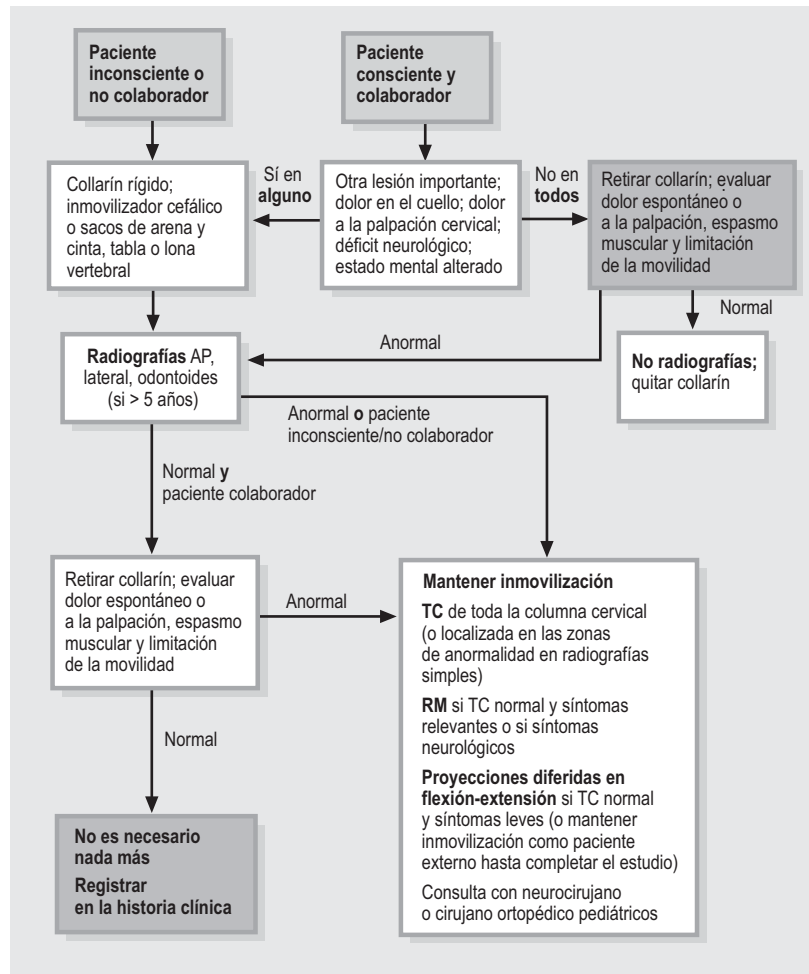 Paciente
inconsciente o
no colaborador
Paciente
consciente y
colaborador
Collarín rígido;
inmovilizador cefálico
o sacos de arena y
cinta, tabla o lona
vertebral
Sí en
alguno
Otra lesión importante;
dolor en el cuello; dolor
a la palpación cervical;
déficit neurológico;
estado mental alterado
No en
todos
Retirar collarín; evaluar
dolor espontáneo o
a la palpación, espasmo
muscular y limitación
de la movilidad
Anormal
Normal
Radiografías AP,
lateral, odontoides
(si > 5 años)
No radiografías;
quitar collarín
Anormal o paciente
inconsciente/no colaborador
Normal y
paciente colaborador
Retirar collarín; evaluar
dolor espontáneo o
a la palpación, espasmo
muscular y limitación
de la movilidad
Anormal
Mantener inmovilización
TC de toda la columna cervical
(o localizada en las zonas
de anormalidad en radiografías
simples)
RM si TC normal y síntomas
relevantes o si síntomas
neurológicos
Proyecciones diferidas en
flexión-extensión si TC normal
y síntomas leves (o mantener
inmovilización como paciente
externo hasta completar el estudio)
Consulta con neurocirujano
o cirujano ortopédico pediátricos
Normal
No es necesario
nada más
Registrar
en la historia clínica